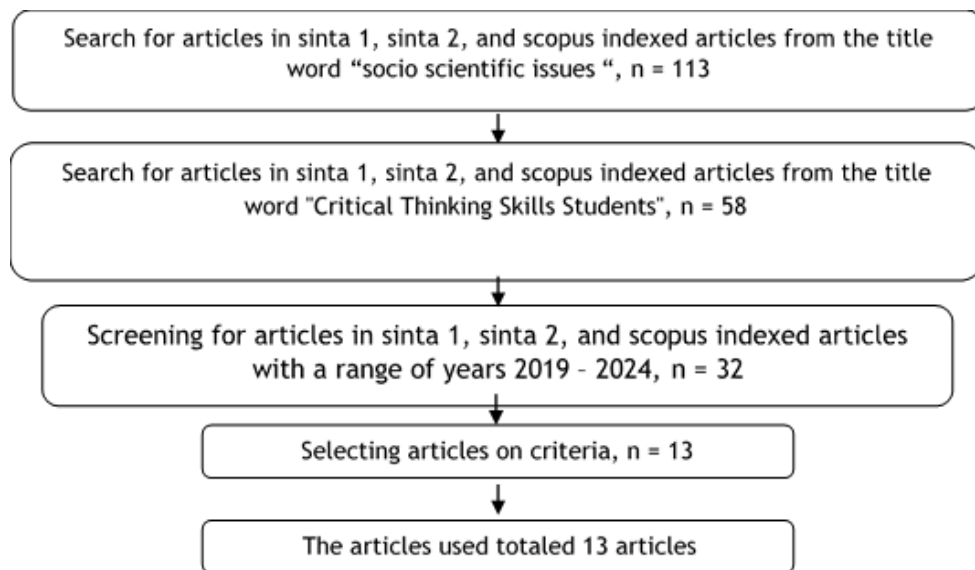 Search for articles in sinta 1, sinta 2, and scopus indexed articles from the title
word “socio scientific issues “, n = 113
Search for articles in sinta 1, sinta 2, and scopus indexed articles from the title
word "Critical Thinking Skills Students", n = 58
Screening for articles in sinta 1, sinta 2, and scopus indexed articles
with a range of years 2019 – 2024, n = 32
Selecting articles on criteria, n = 13
The articles used totaled 13 articles